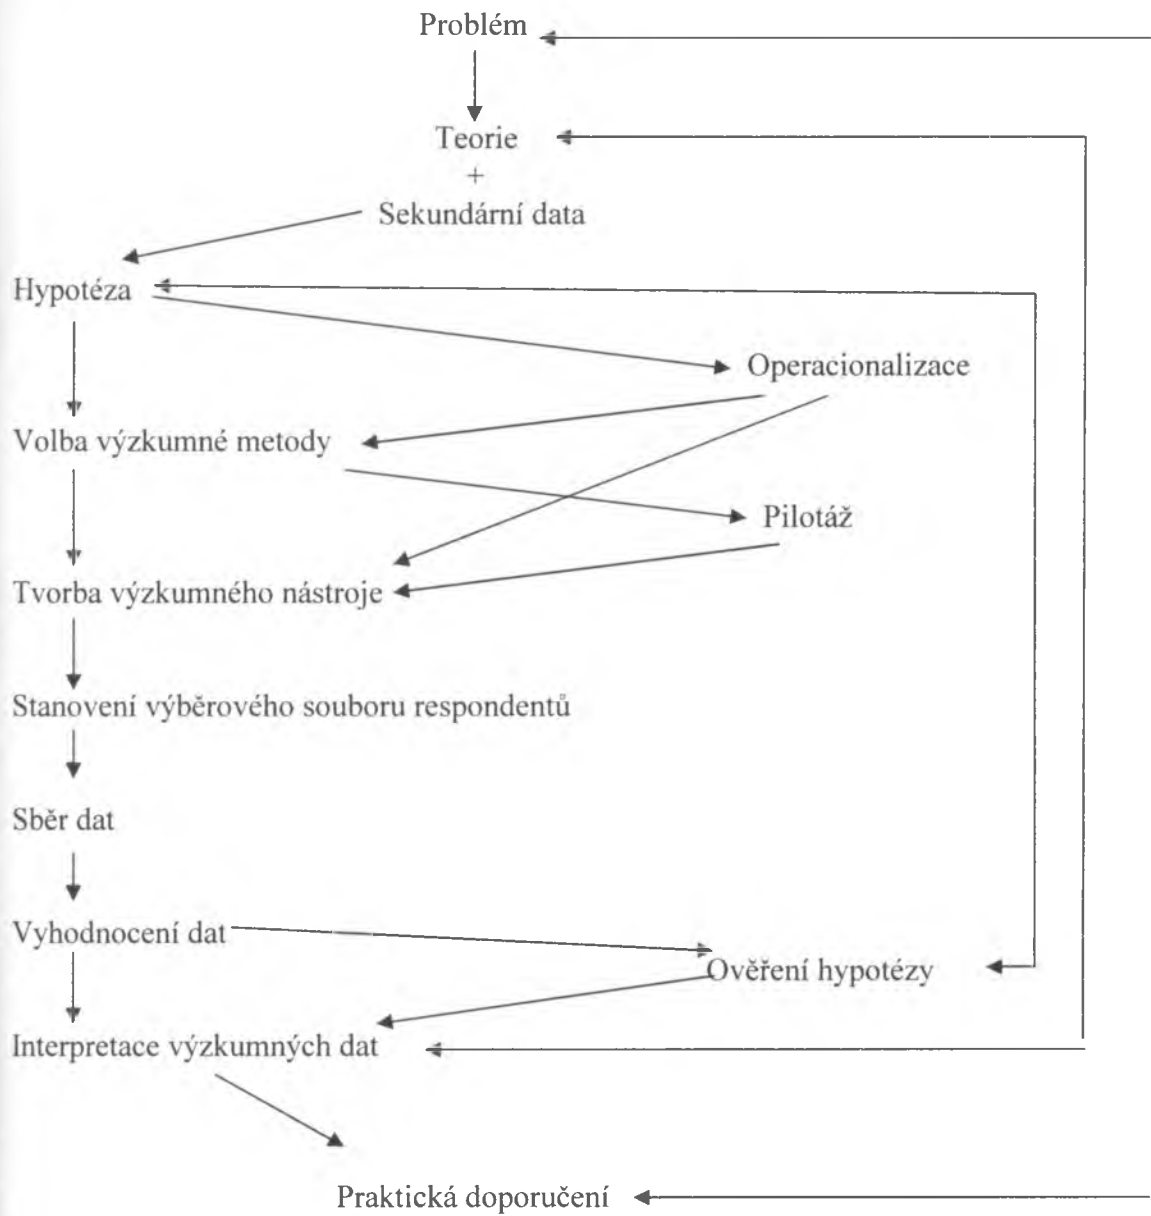 Problém
Teorie
+
Sekundární data
Hypotéza
Operacionalizace
Volba výzkumné metody
Pilotáž
Tvorba výzkumného nástroje
Stanovení výběrového souboru respondentů
Sběr dat
Vyhodnocení dat
Ověření hypotézy
Interpretace výzkumných dat
Praktická doporučení